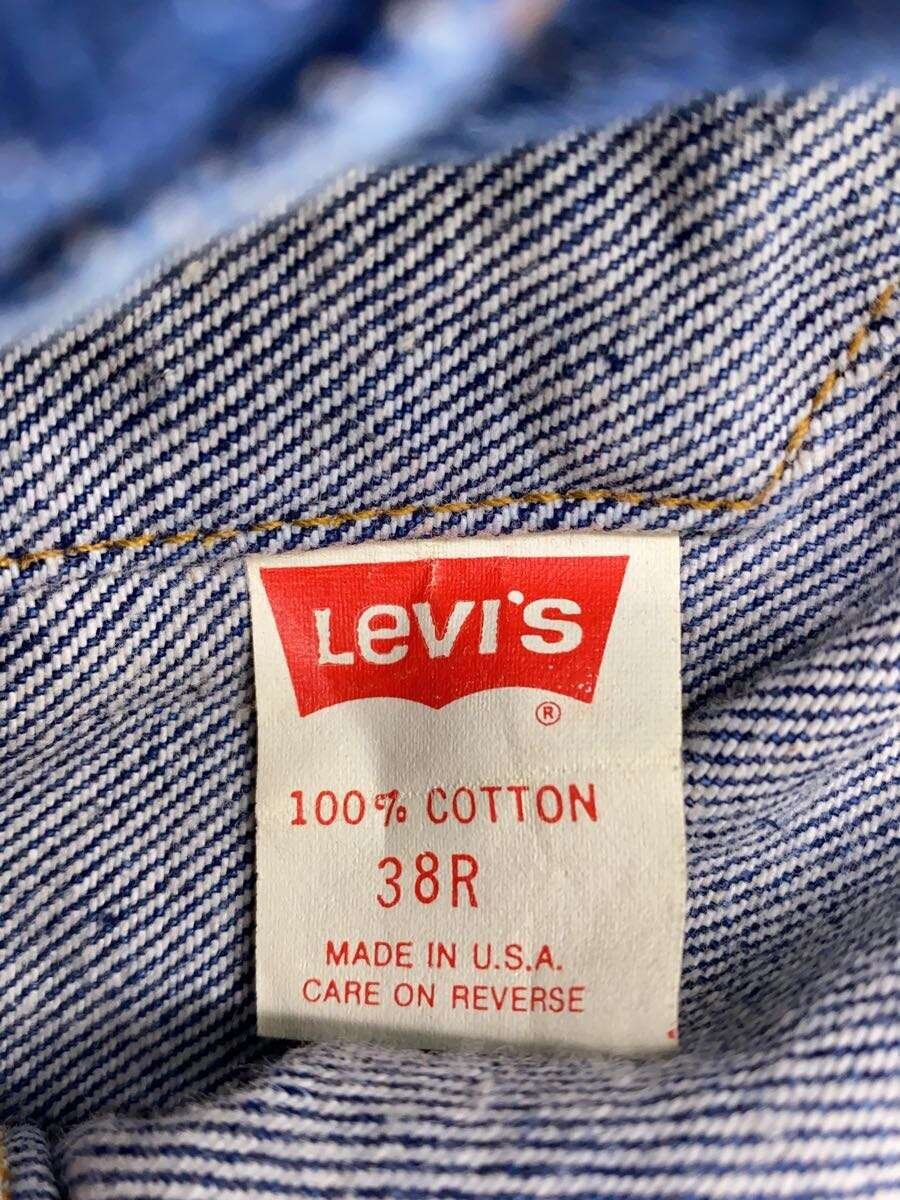 Levi's
®
100% COTTON
38R
MADE IN U.S.A.
CARE ON REVERSE